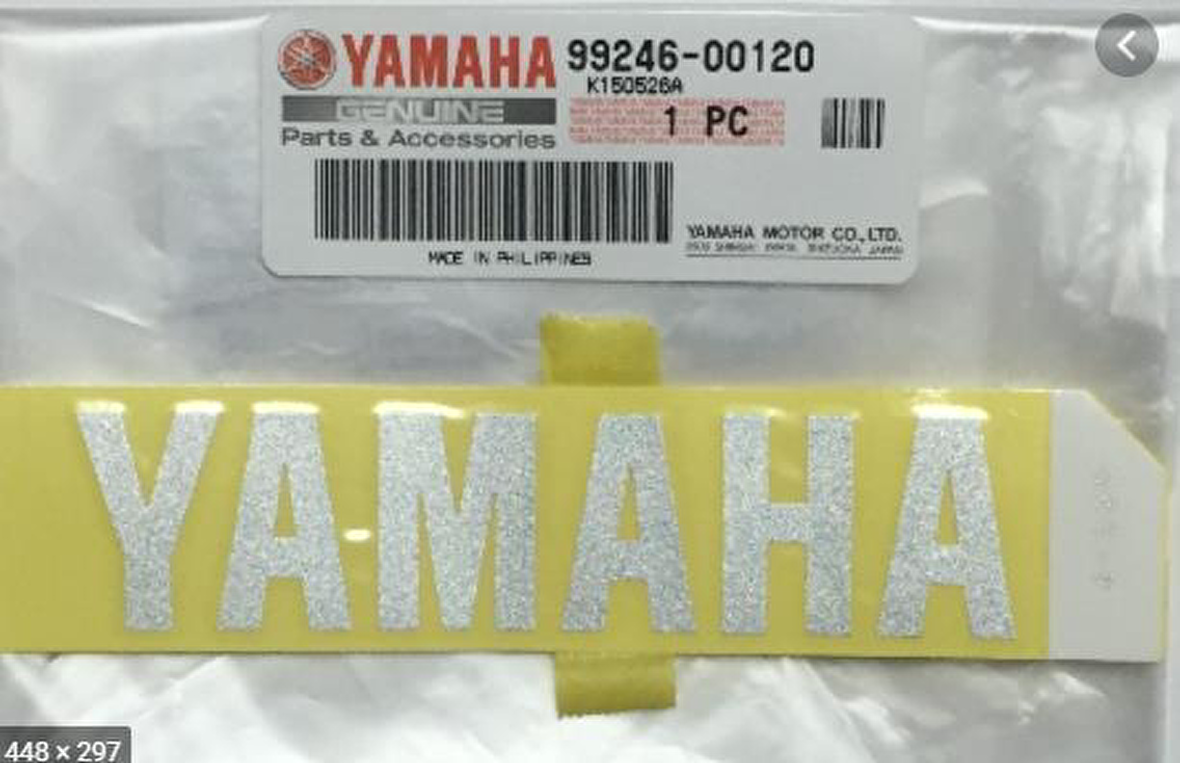 YAMAHA 99246-00120
K150526A
GENUINE
1 PC
Parts & Accessories
YAMAHA MOTOR CO.,LTD.
MADE IN PHILIPPINES
YAMAHA
448 × 297